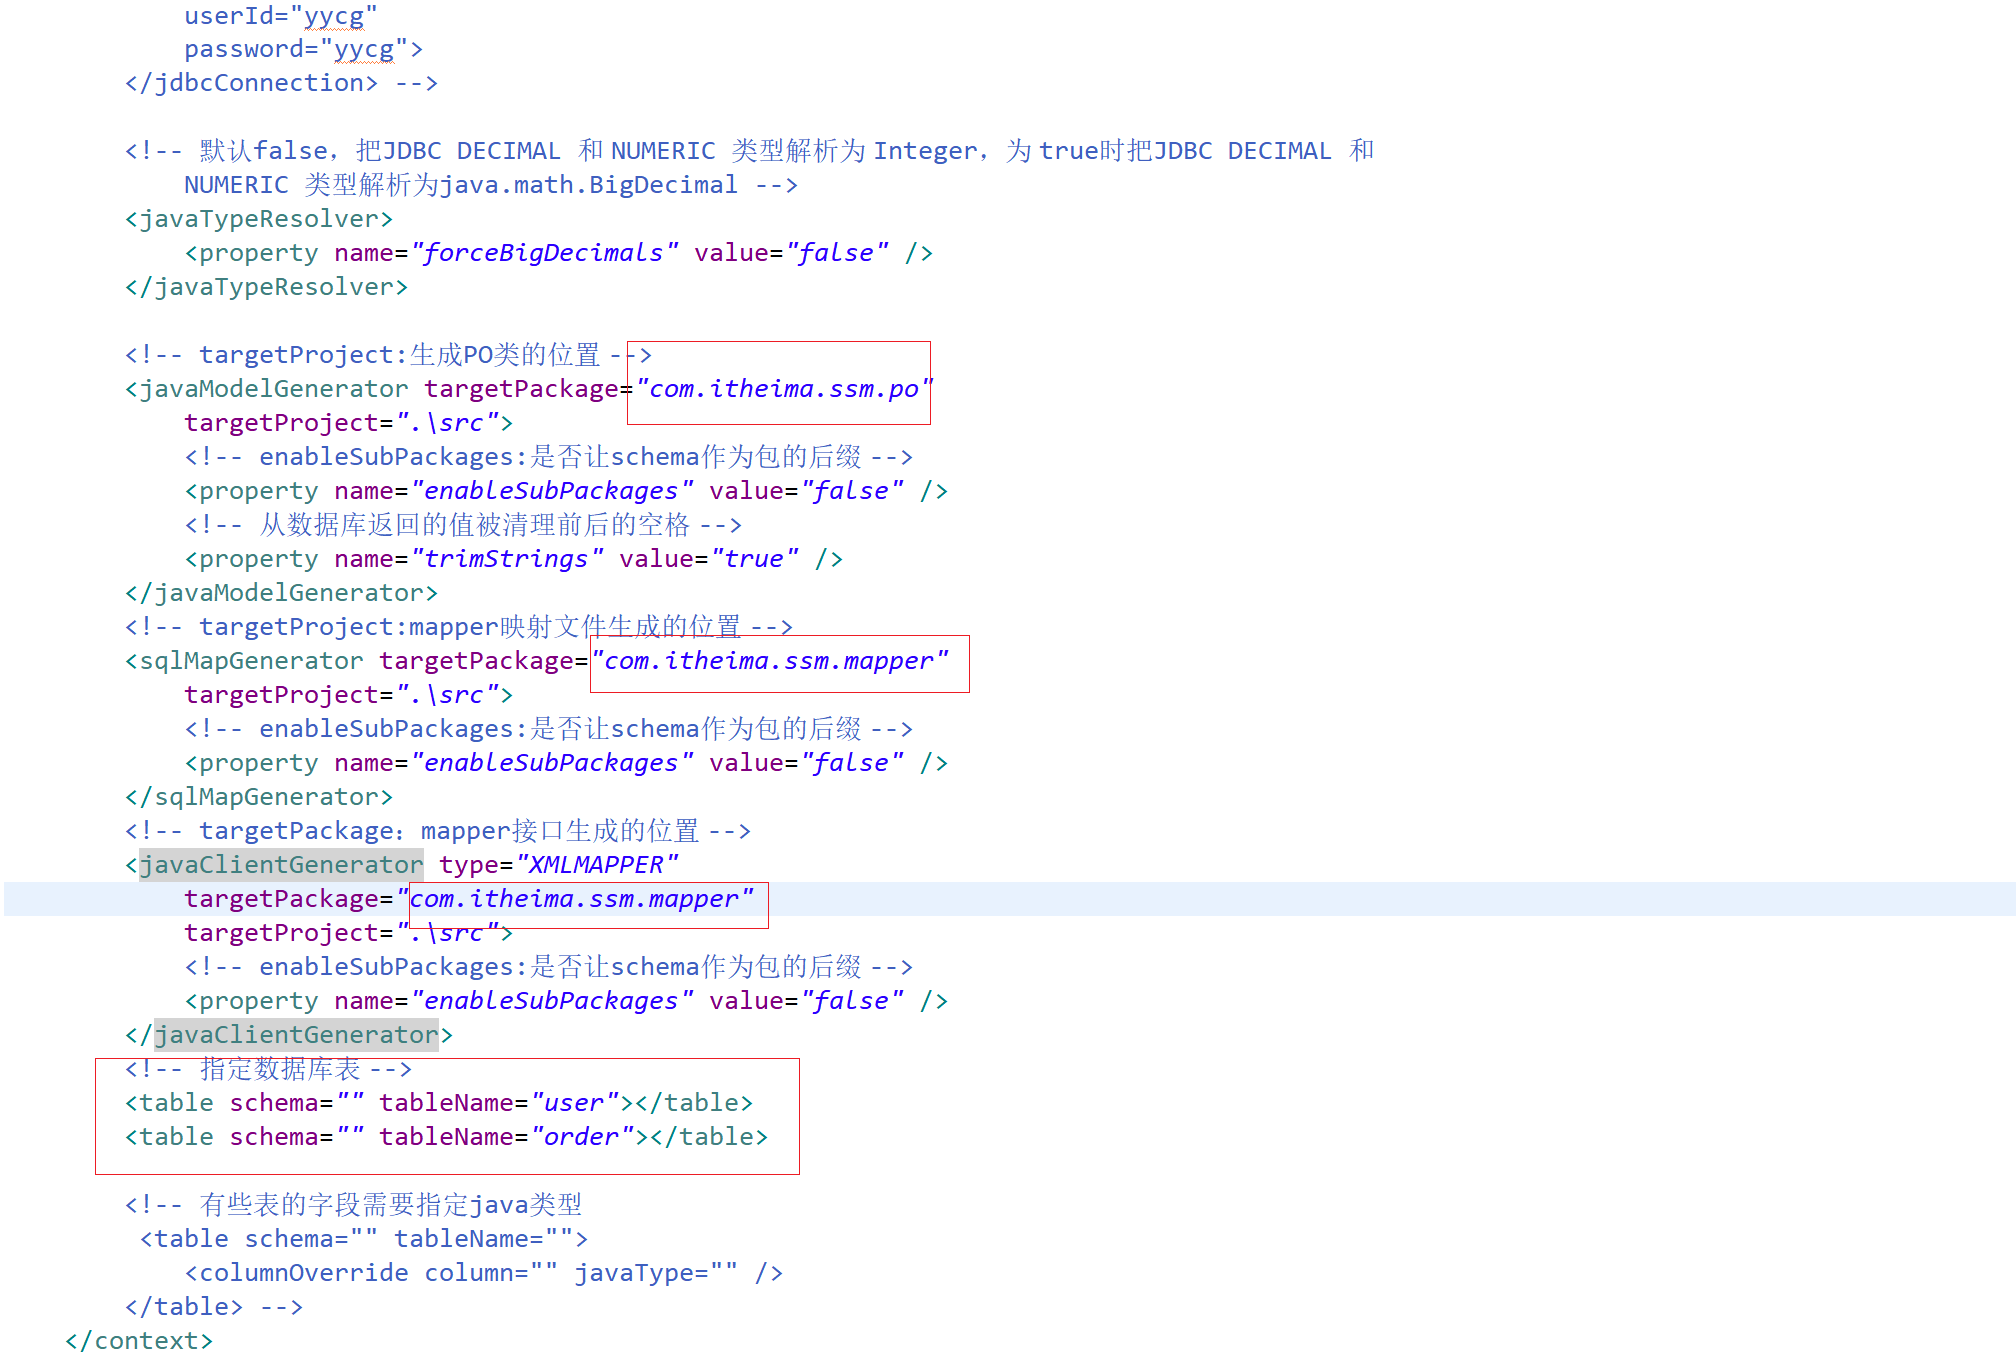 userId="yycg"
password="yycg">
</jdbcConnection> -->
<!-- 默认false，把JDBC DECIMAL 和 NUMERIC 类型解析为 Integer，为 true时把JDBC DECIMAL 和
NUMERIC 类型解析为java.math.BigDecimal -->
<javaTypeResolver>
<property name="forceBigDecimals" value="false" />
</javaTypeResolver>
<!-- targetProject:生成PO类的位置 -->
<javaModelGenerator targetPackage="com.itheima.ssm.po"
targetProject=".\src">
<!-- enableSubPackages:是否让schema作为包的后缀 -->
<property name="enableSubPackages" value="false" />
<!-- 从数据库返回的值被清理前后的空格 -->
<property name="trimStrings" value="true" />
</javaModelGenerator>
<!-- targetProject:mapper映射文件生成的位置 -->
<sqlMapGenerator targetPackage="com.itheima.ssm.mapper"
targetProject=".\src">
<!-- enableSubPackages:是否让schema作为包的后缀 -->
<property name="enableSubPackages" value="false" />
</sqlMapGenerator>
<!-- targetPackage：mapper接口生成的位置 -->
<javaClientGenerator type="XMLMAPPER"
targetPackage="com.itheima.ssm.mapper"
targetProject=".\src">
<!-- enableSubPackages:是否让schema作为包的后缀 -->
<property name="enableSubPackages" value="false" />
</javaClientGenerator>
<!-- 指定数据库表 -->
<table schema="" tableName="user"></table>
<table schema="" tableName="order"></table>
<!-- 有些表的字段需要指定java类型
<table schema="" tableName="">
<columnOverride column="" javaType="" />
</table> -->
</context>